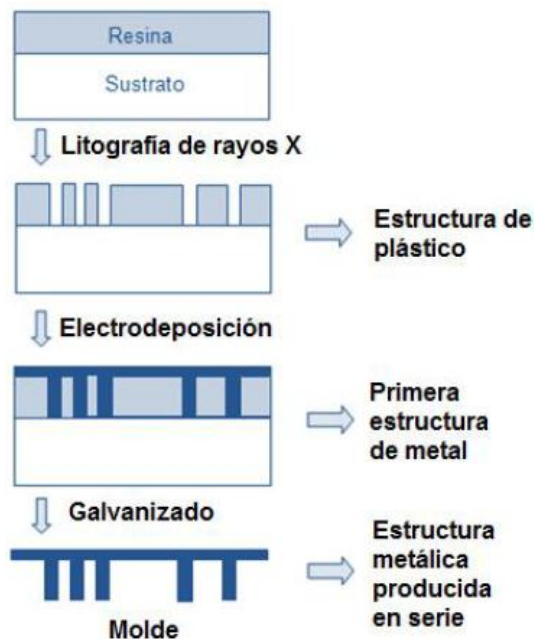 Resina
Sustrato
Litografía de rayos X
Estructura de
plástico
Electrodeposición
Primera
estructura
de metal
Galvanizado
Estructura
metálica
producida
en serie
Molde